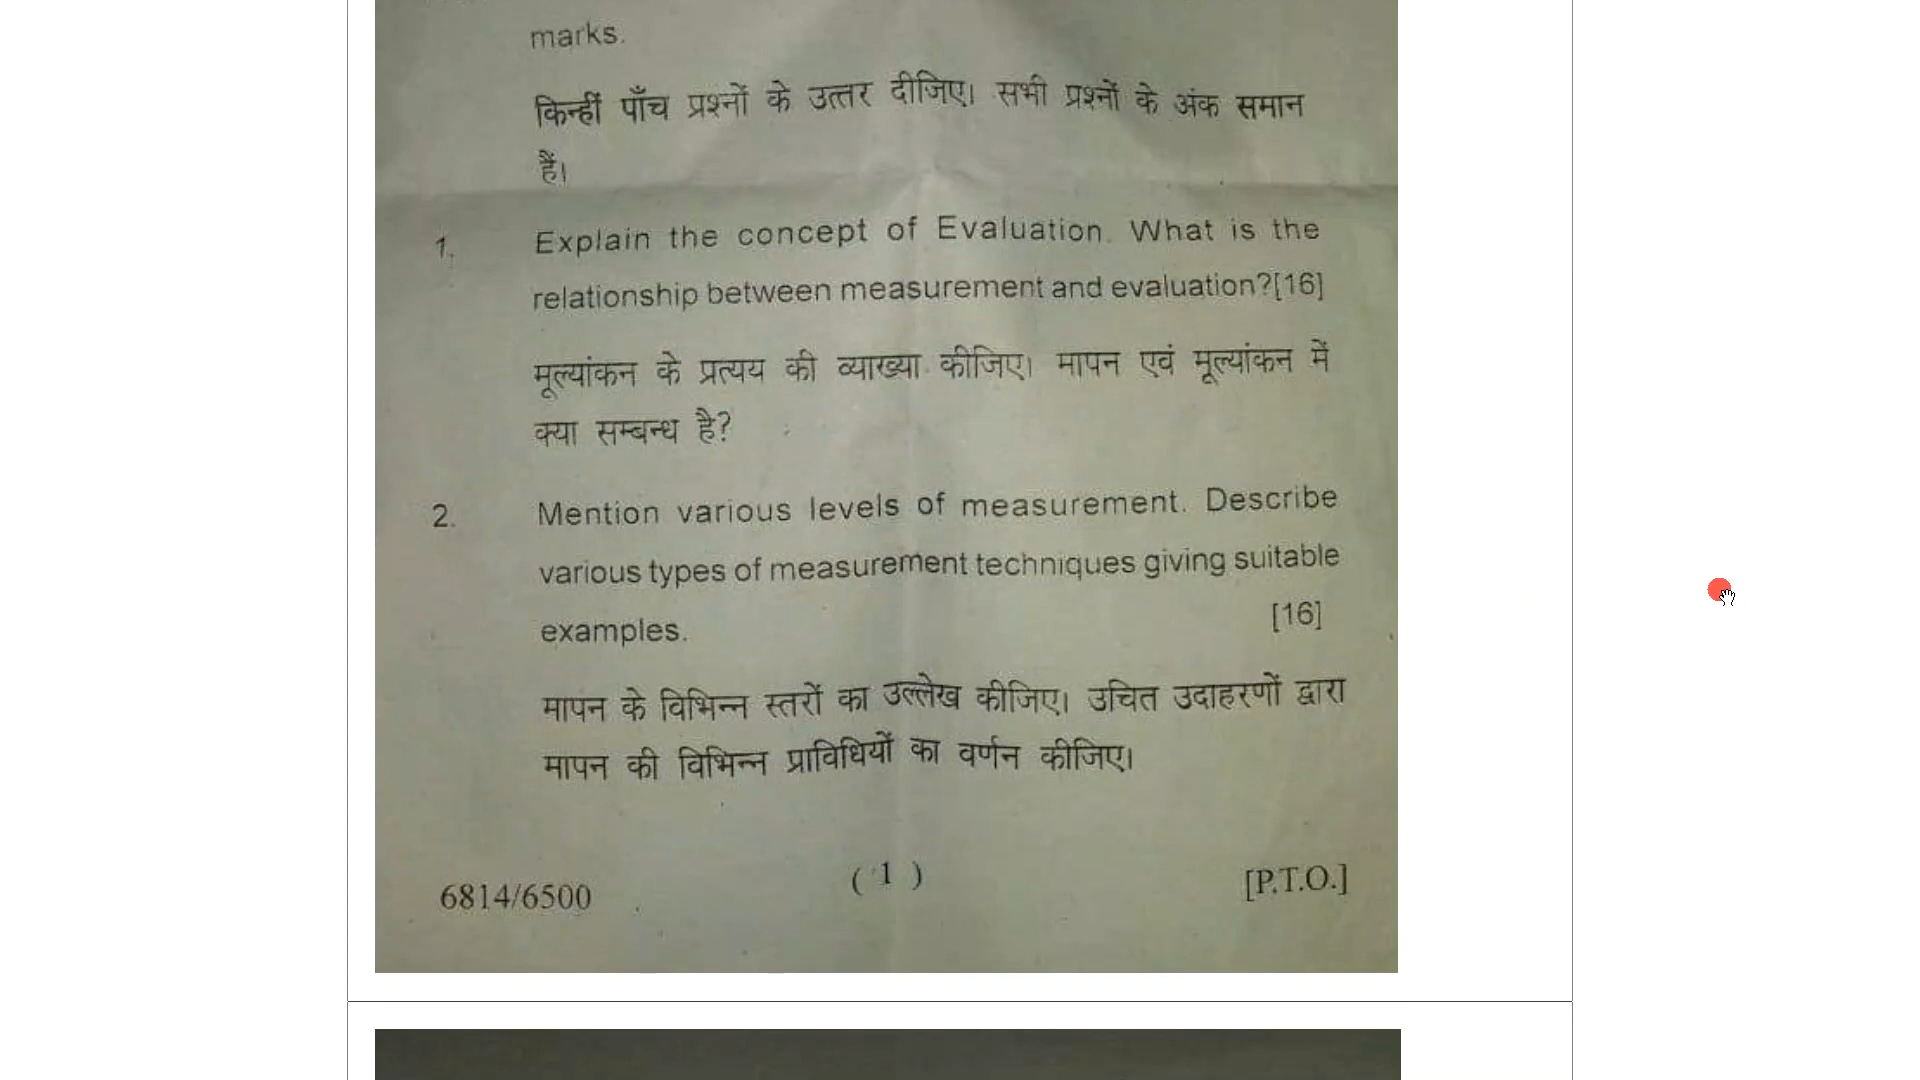 marks.
किन्हीं पाँच प्रश्नों के उत्तर दीजिए। सभी प्रश्नों के अंक समान
हैं।
1. Explain the concept of Evaluation. What is the
relationship between measurement and evaluation?[16]
मूल्यांकन के प्रत्यय की व्याख्या कीजिए। मापन एवं मूल्यांकन में
क्या सम्बन्ध है?
2. Mention various levels of measurement. Describe
various types of measurement techniques giving suitable
examples. [16]
मापन के विभिन्न स्तरों का उल्लेख कीजिए। उचित उदाहरणों द्वारा
मापन की विभिन्न प्राविधियों का वर्णन कीजिए।
6814/6500 ( 1 ) [P.T.O.]